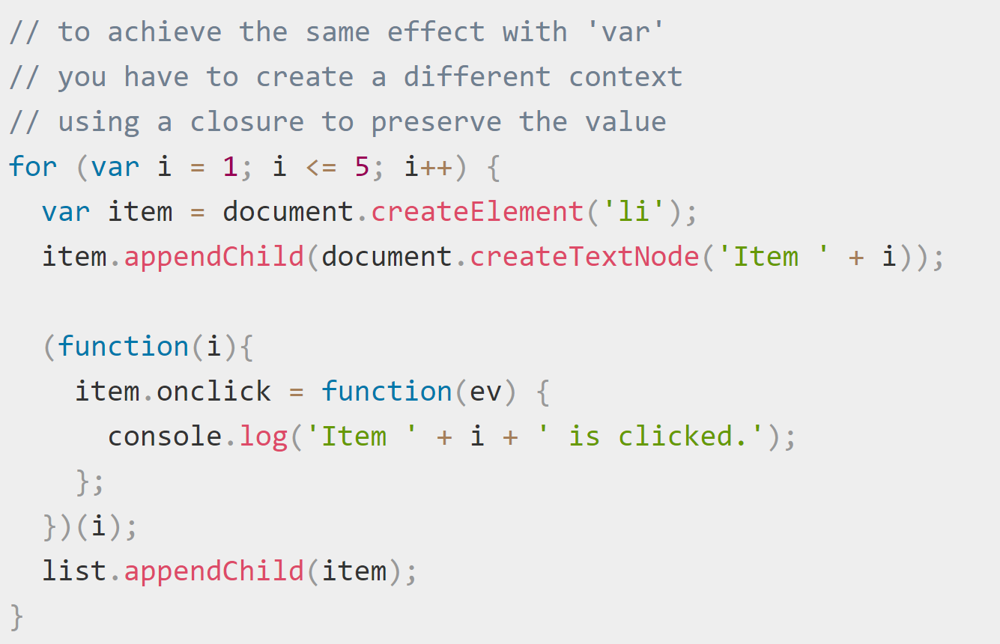 // to achieve the same effect with 'var'
// you have to create a different context
// using a closure to preserve the value
for (var i = 1; i <= 5; i++) {
  var item = document.createElement('li');
  item.appendChild(document.createTextNode('Item ' + i));

  (function(i){
    item.onclick = function(ev) {
      console.log('Item ' + i + ' is clicked.');
    };
  })(i);
  list.appendChild(item);
}